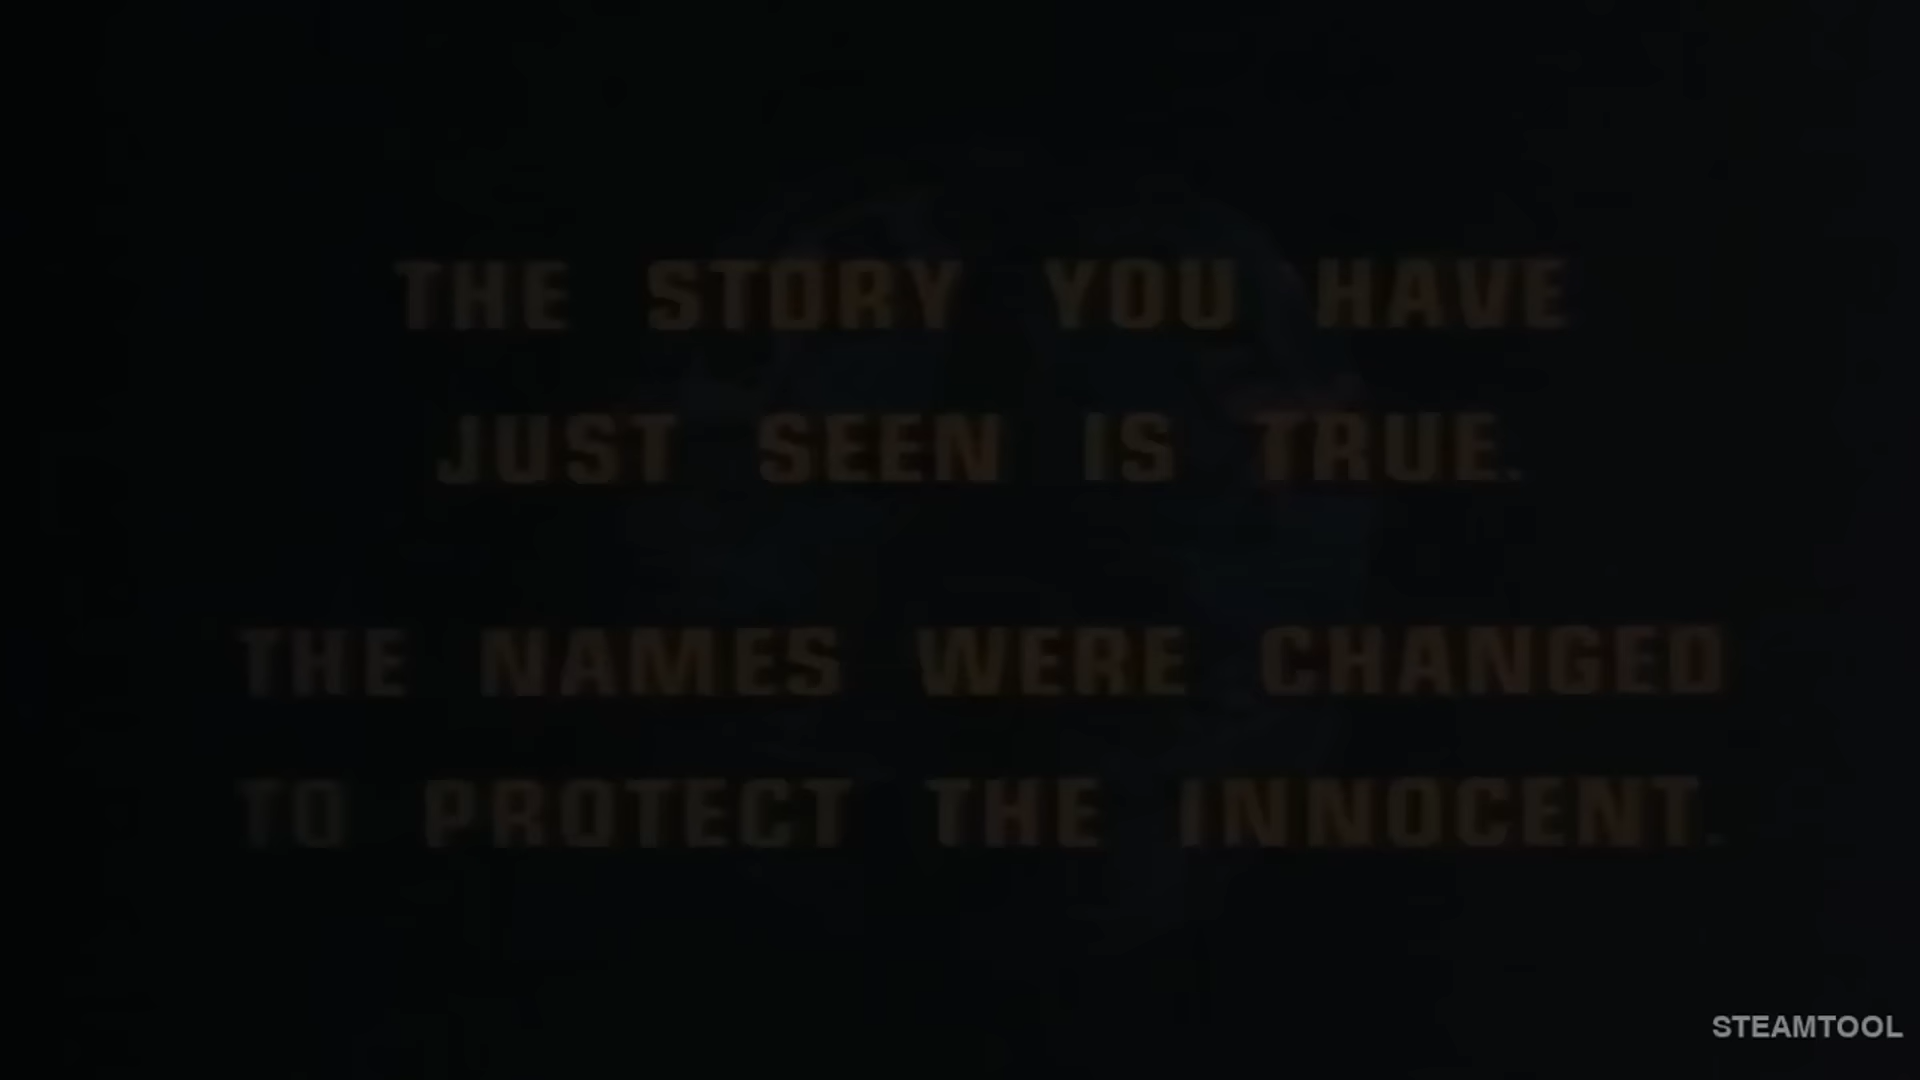 THE STORY YOU HAVE
JUST SEEN IS TRUE.
THE NAMES WERE CHANGED
TO PROTECT THE INNOCENT.
STEAMTOOL